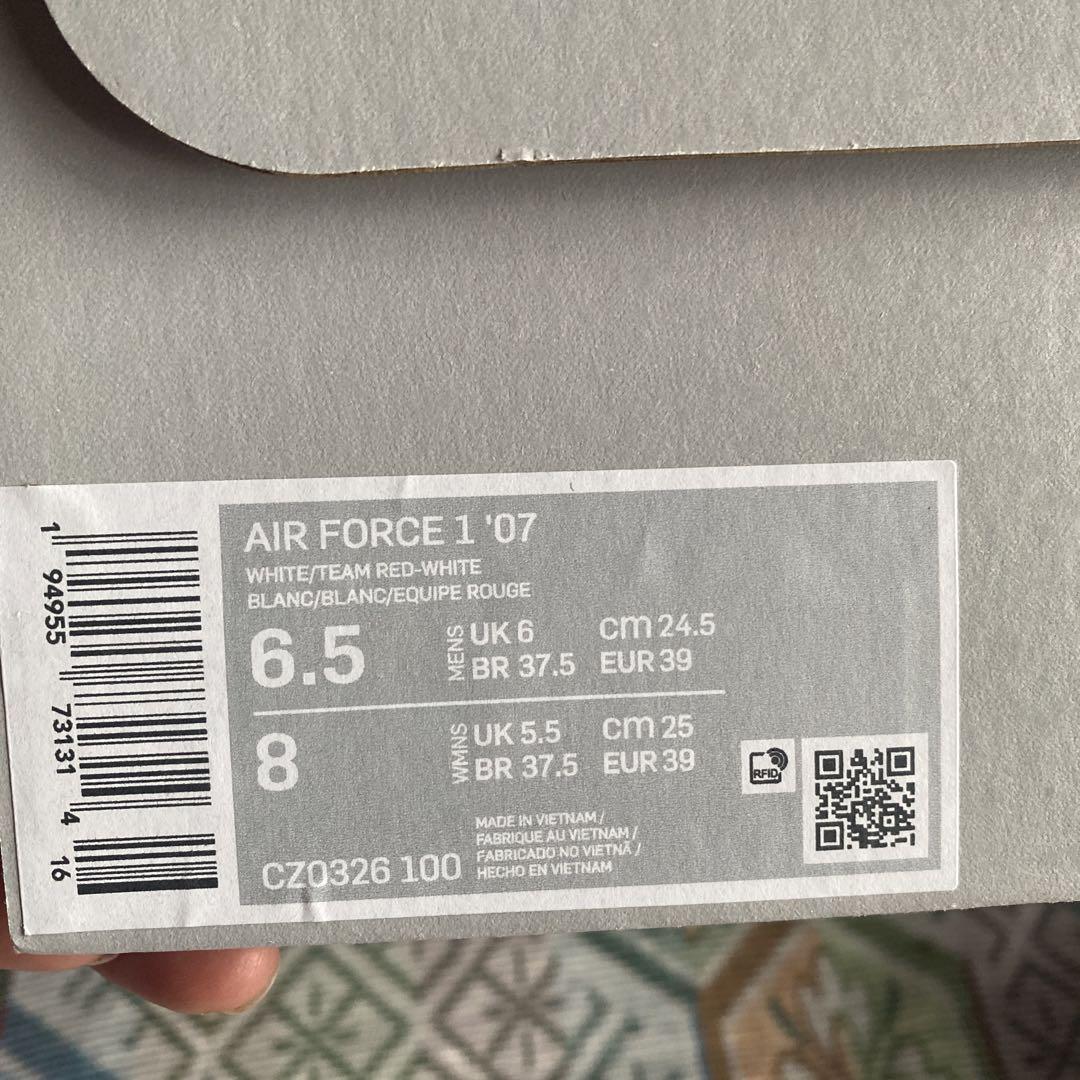 AIR FORCE 1 '07
WHITE/TEAM RED-WHITE
BLANC/BLANC/EQUIPE ROUGE
6.5 MENS UK 6 cm 24.5
BR 37.5 EUR 39
8 WMNS UK 5.5 cm 25
BR 37.5 EUR 39
RFID
MADE IN VIETNAM /
FABRIQUE AU VIETNAM /
FABRICADO NO VIETNÃ /
HECHO EN VIETNAM
CZ0326 100
1 94955 73131 4 16